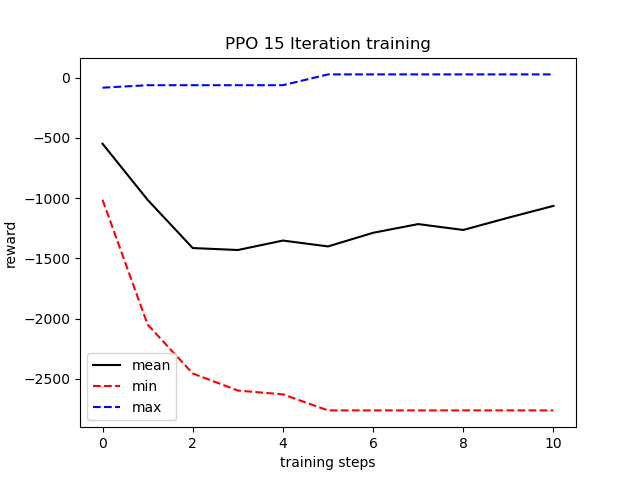 PPO 15 Iteration training
reward
0
−500
−1000
−1500
−2000
−2500
mean
min
max
0 2 4 6 8 10
training steps